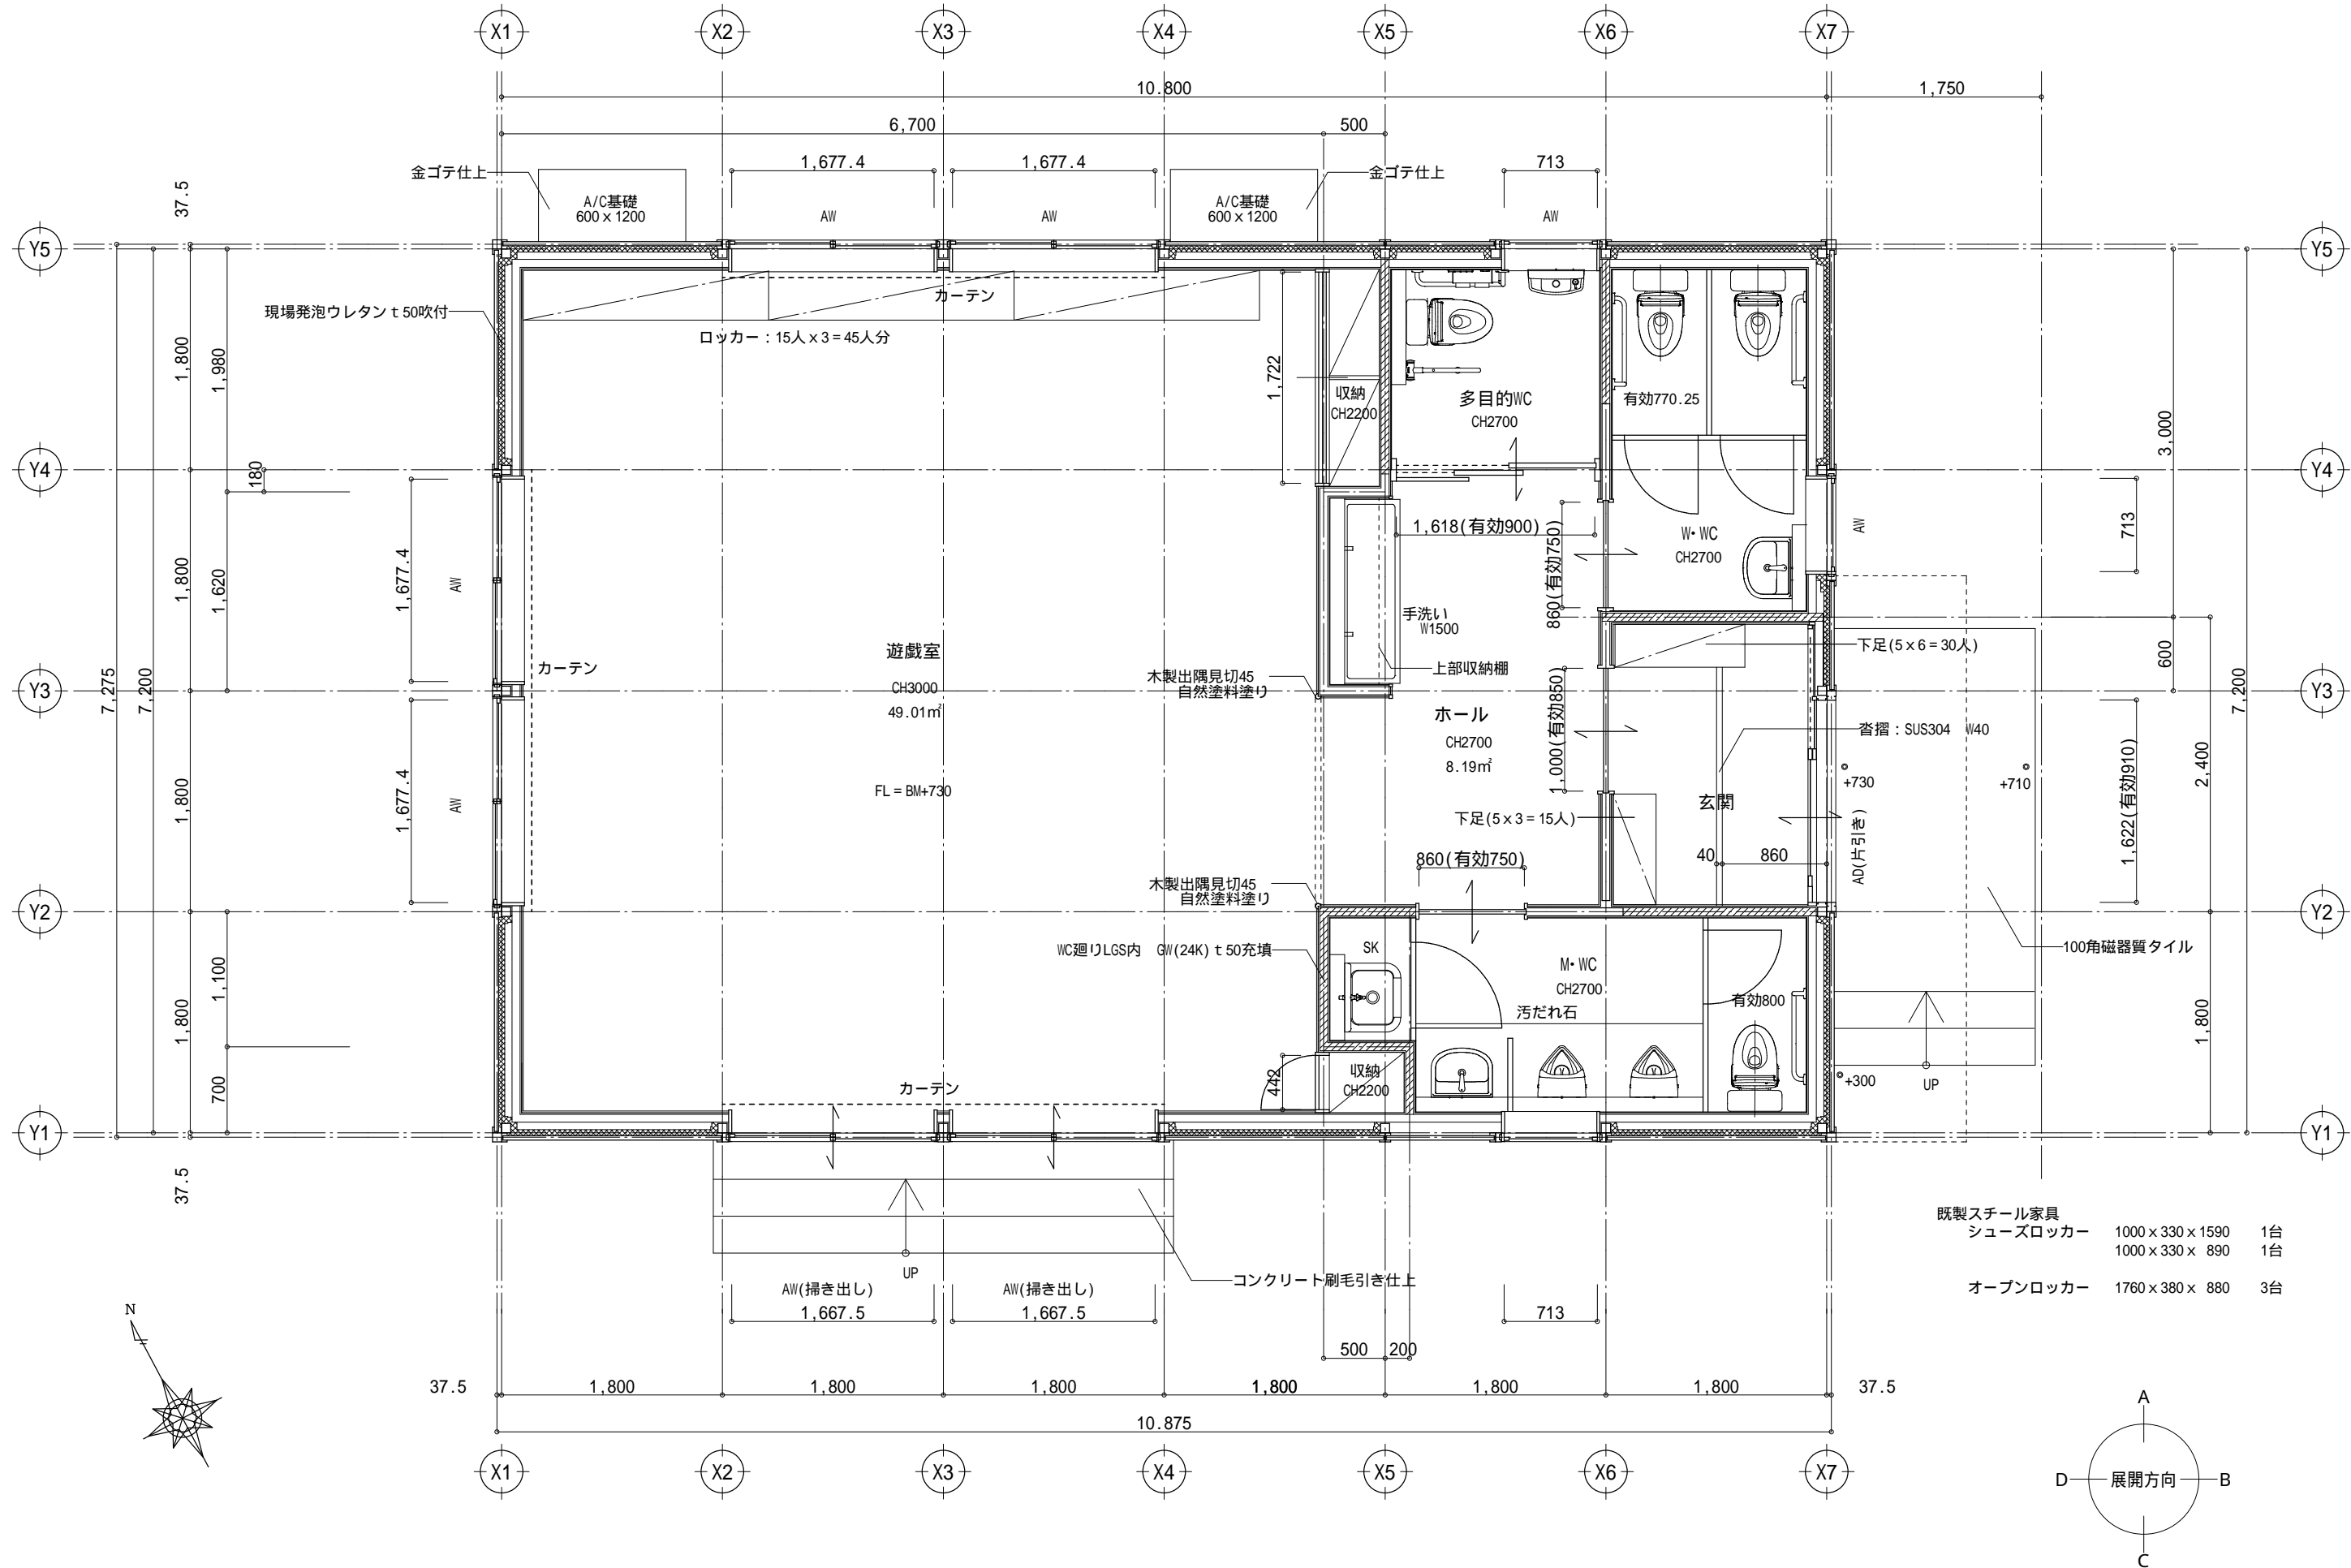 X1 X2 X3 X4 X5 X6 X7
10.800 1,750
6,700 500
1,677.4 1,677.4 713
金ゴテ仕上 金ゴテ仕上
37.5
A/C基礎
600x1200
AW AW
A/C基礎
600x1200
AW
Y5 Y5
カーテン
現場発泡ウレタンt50吹付
ロッカー:15人x3=45人分
1,800 1,980
1,722
収納
CH2200
多目的WC
CH2700
有効770.25
3,000
Y4 Y4
180
1,618(有効900)
860(有効750)
W・WC
CH2700
AW
713
1,800 1,620
1,677.4
AW
手洗い
W1500
遊戯室
CH3000
49.01㎡
FL=BM+730
カーテン
上部収納棚
下足(5x6=30人)
600
木製出隅見切45
自然塗料塗り
7,275 7,200
Y3 Y3
7,200
ホール
CH2700
8.19㎡
1,000(有効850)
沓摺:SUS304 W40
+730 +710
2,400
1,622(有効910)
AD(片引き)
1,800
1,677.4
AW
玄関
下足(5x3=15人)
40 860
860(有効750)
木製出隅見切45
自然塗料塗り
Y2 Y2
WC廻りLGS内 GW(24K)t50充填
SK
M・WC
CH2700
有効800
汚だれ石
100角磁器質タイル
1,800 1,100
1,800
700
カーテン
442
収納
CH2200
+300
UP
Y1 Y1
37.5
UP
コンクリート刷毛引き仕上
AW(掃き出し) AW(掃き出し)
1,667.5 1,667.5 713
既製スチール家具
シューズロッカー 1000x330x1590 1台
1000x330x 890 1台
オープンロッカー 1760x380x 880 3台
N
500 200
37.5 1,800 1,800 1,800 1,800 1,800 1,800 37.5
10.875
X1 X2 X3 X4 X5 X6 X7
A
D 展開方向 B
C